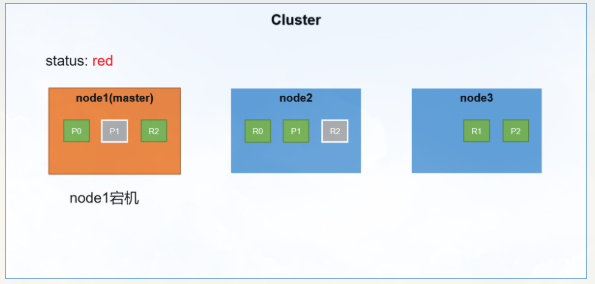 Cluster
status: red
node1(master) node2 node3
P0 P1 R2 R0 P1 R2 R1 P2
node1宕机